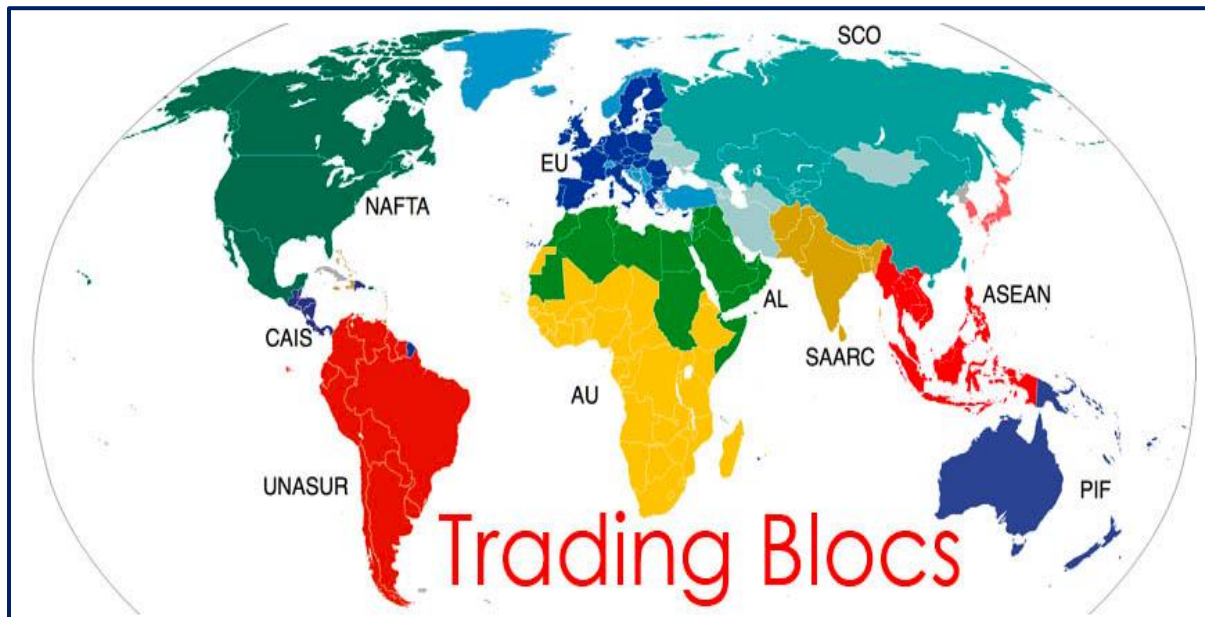 SCO
EU
NAFTA
AL
ASEAN
CAIS
SAARC
AU
UNASUR
PIF
Trading Blocs